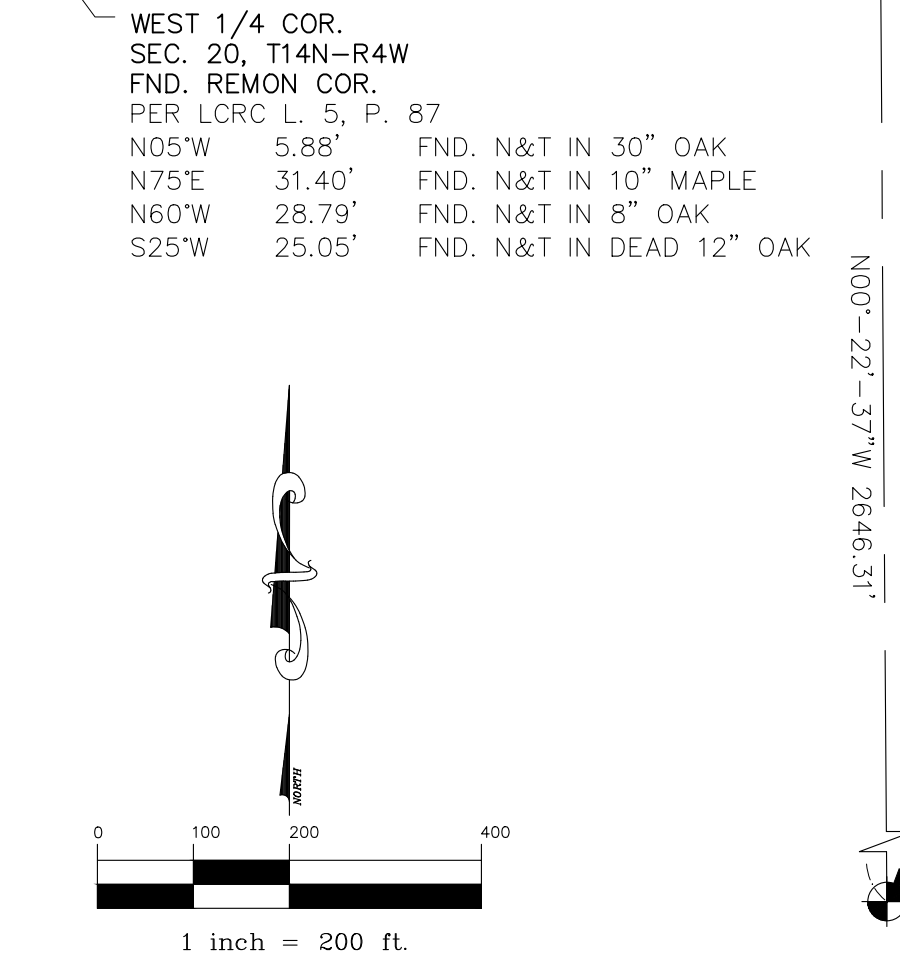 WEST 1/4 COR.
SEC. 20, T14N-R4W
FND. REMON COR.
PER LCRC L. 5, P. 87
N05°W 5.88' FND. N&T IN 30" OAK
N75°E 31.40' FND. N&T IN 10" MAPLE
N60°W 28.79' FND. N&T IN 8" OAK
S25°W 25.05' FND. N&T IN DEAD 12" OAK
N00°-22'-37"W 2646.31'
NORTH
0 100 200 400
1 inch = 200 ft.